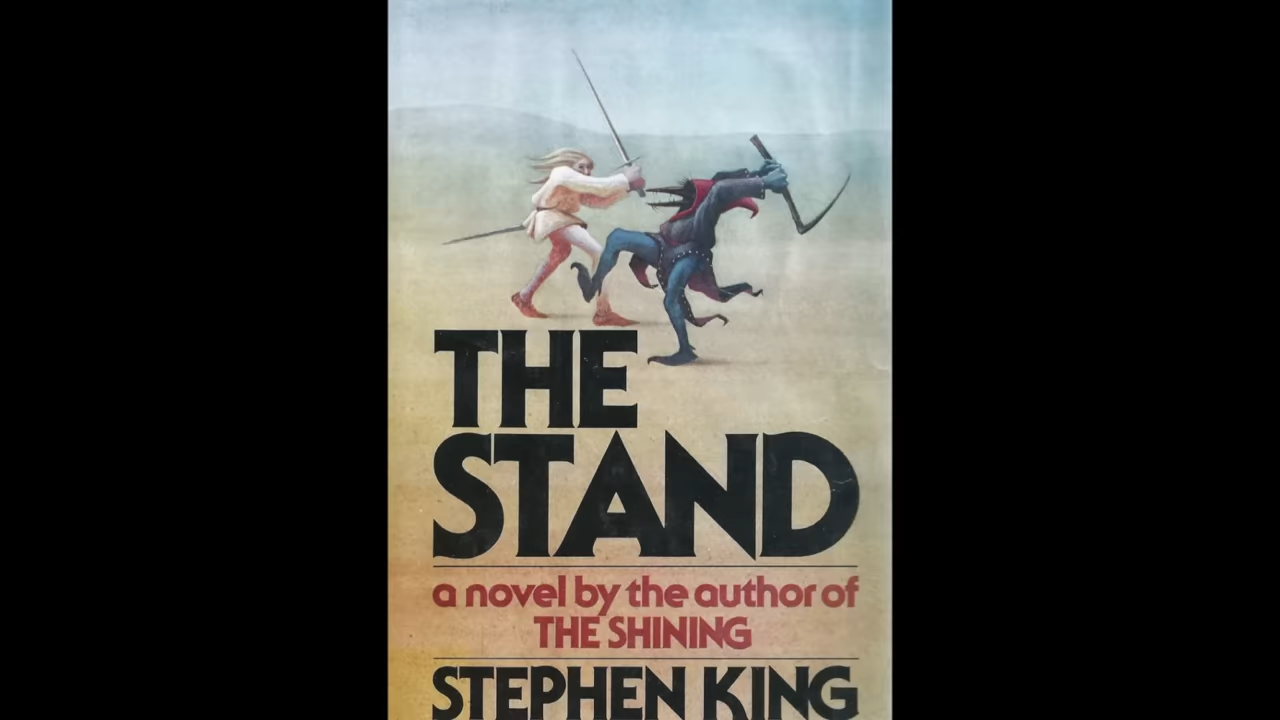 THE
STAND
a novel by the author of
THE SHINING
STEPHEN KING